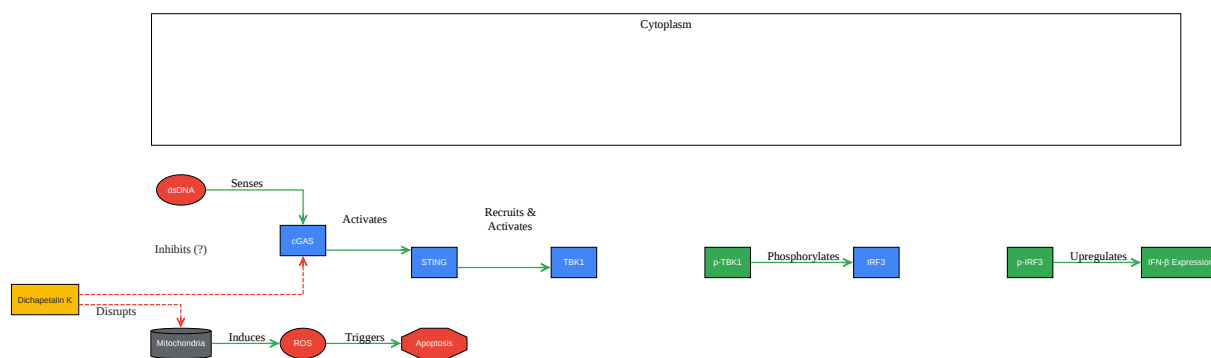 Cytoplasm
dsDNA
Senses
cGAS
Activates
Recruits &
Activates
Inhibits (?)
STING
TBK1
p-TBK1
Phosphorylates
IRF3
p-IRF3
Upregulates
IFN-β Expression
Dichapetalin K
Disrupts
Mitochondria
Induces
ROS
Triggers
Apoptosis